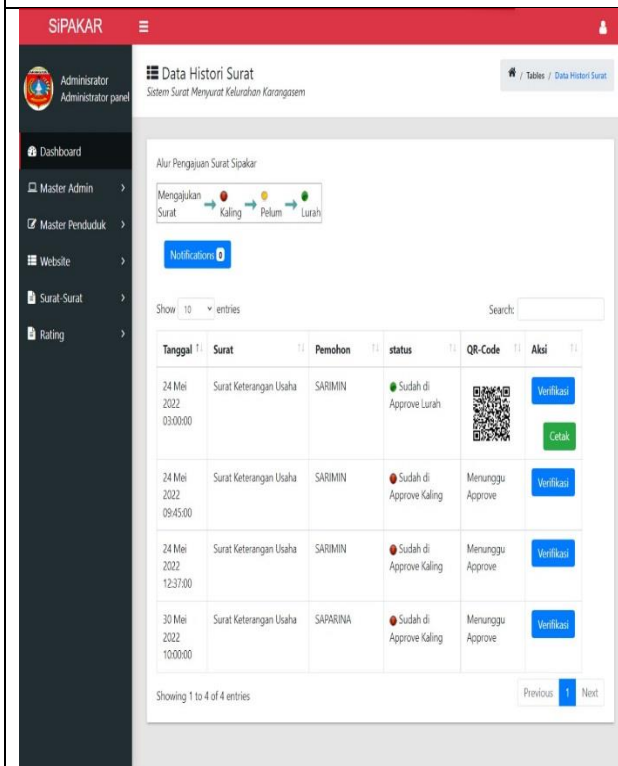 SiPAKAR
Adminisrator
Administrator panel
Dashboard
Master Admin
Master Penduduk
Website
Surat-Surat
Rating
Data Histori Surat
Sistem Surat Menyurat Kelurahan Karangasem
/ Tables / Data Histori Surat
Alur Pengajuan Surat Sipakar
Mengajukan
Surat
Kaling
Pelum
Lurah
Notifications 0
Show 10 entries
Search:
Tanggal Surat Pemohon status QR-Code Aksi
24 Mei
2022
03:00:00
Surat Keterangan Usaha
SARIMIN
Sudah di
Approve Lurah
Verifikasi
Cetak
24 Mei
2022
09:45:00
Surat Keterangan Usaha
SARIMIN
Sudah di
Approve Kaling
Menunggu
Approve
Verifikasi
24 Mei
2022
12:37:00
Surat Keterangan Usaha
SARIMIN
Sudah di
Approve Kaling
Menunggu
Approve
Verifikasi
30 Mei
2022
10:00:00
Surat Keterangan Usaha
SAPARINA
Sudah di
Approve Kaling
Menunggu
Approve
Verifikasi
Showing 1 to 4 of 4 entries
Previous 1 Next